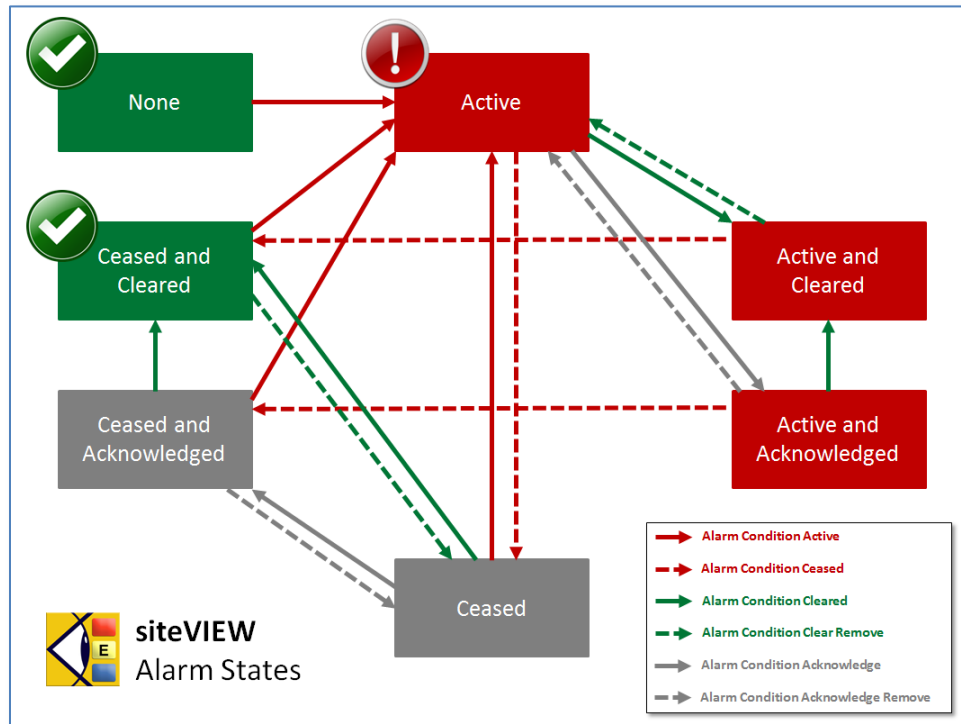 None
Active
Ceased and
Cleared
Active and
Cleared
Ceased and
Acknowledged
Active and
Acknowledged
Ceased
Alarm Condition Active
Alarm Condition Ceased
Alarm Condition Cleared
Alarm Condition Clear Remove
Alarm Condition Acknowledge
Alarm Condition Acknowledge Remove
E
siteVIEW
Alarm States